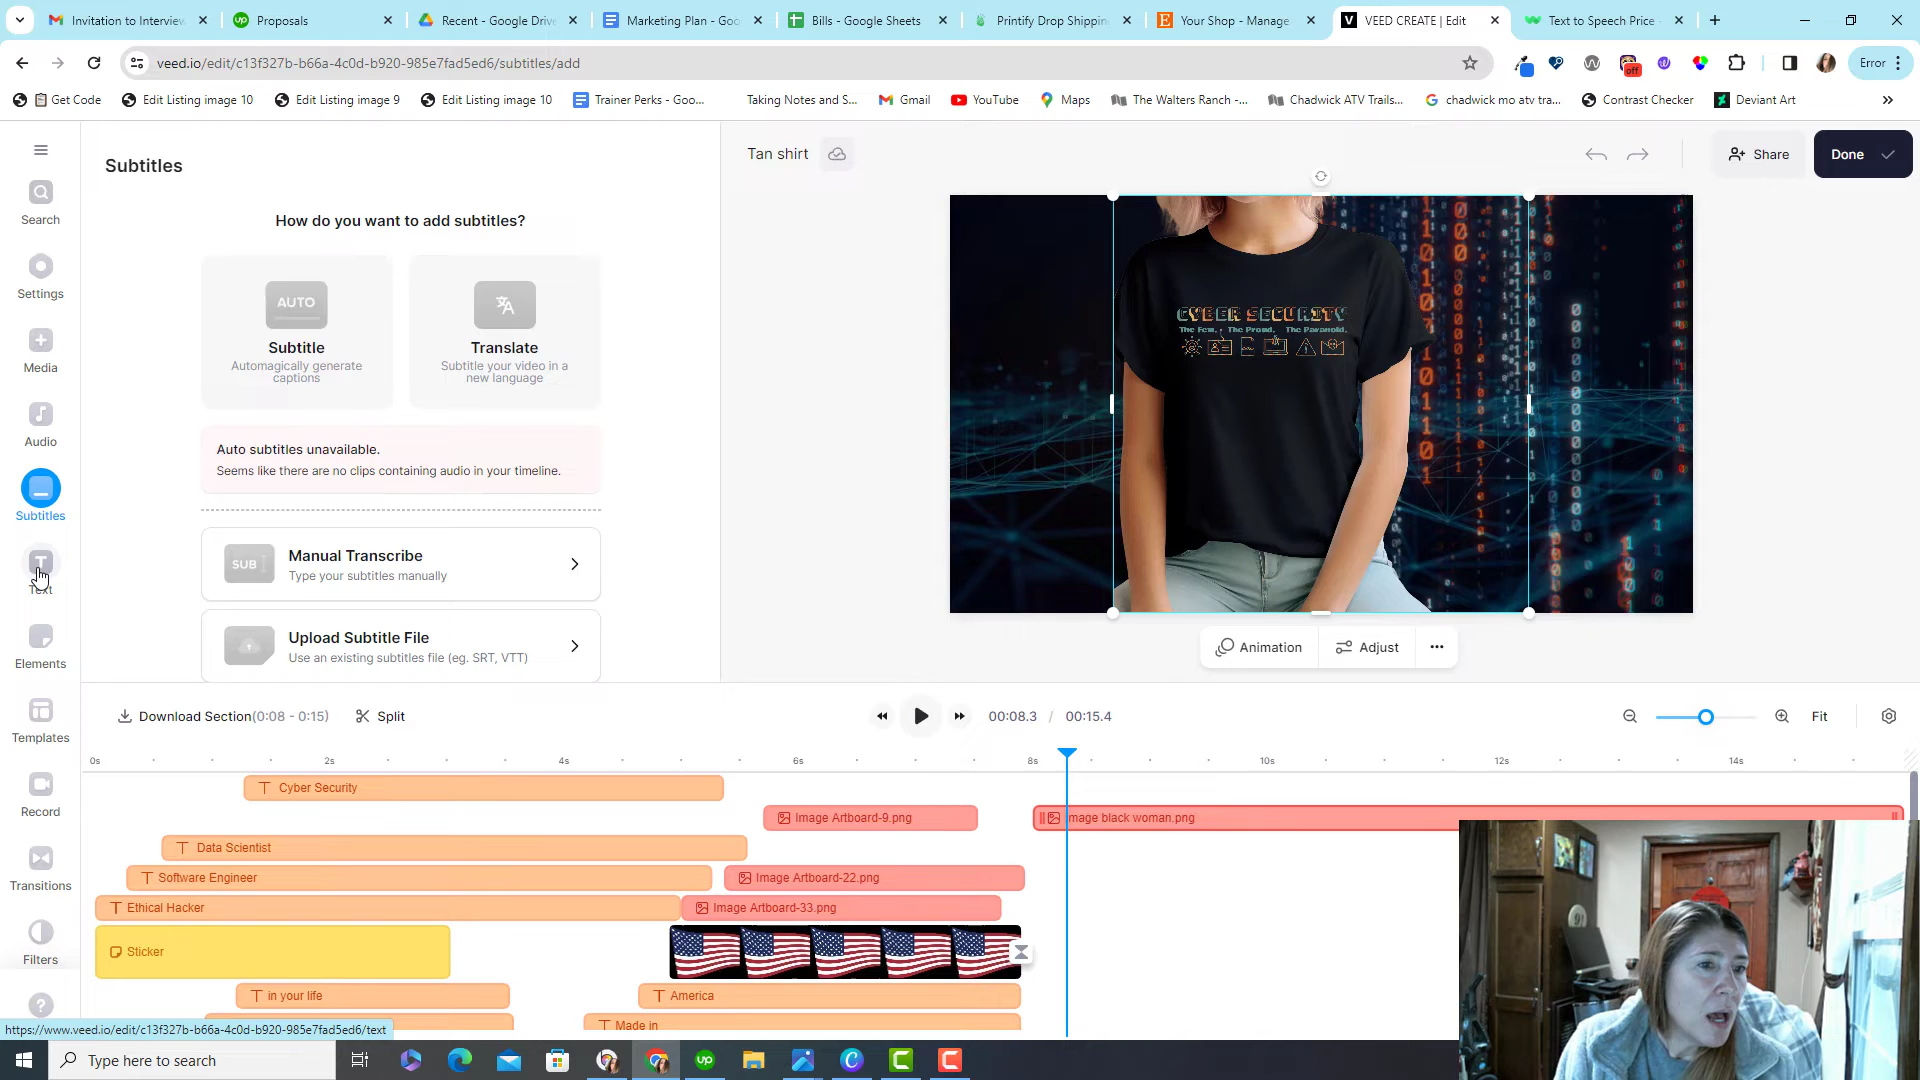 Invitation to Interview
Proposals
Recent - Google Drive
Marketing Plan - Goo
Bills - Google Sheets
Printify Drop Shippin
Your Shop - Manage
VEED CREATE | Edit
Text to Speech Price
veed.io/edit/c13f327b-b66a-4c0d-b920-985e7fad5ed6/subtitles/add
off
Error
Get Code
Edit Listing image 10
Edit Listing image 9
Edit Listing image 10
Trainer Perks - Goo...
Taking Notes and S...
Gmail
YouTube
Maps
The Walters Ranch -...
Chadwick ATV Trails...
chadwick mo atv tra...
Contrast Checker
Deviant Art
Search
Settings
Media
Audio
Subtitles
Text
Elements
Templates
Record
Transitions
Filters
Subtitles
How do you want to add subtitles?
AUTO
Subtitle
Automagically generate
captions
Translate
Subtitle your video in a
new language
Auto subtitles unavailable.
Seems like there are no clips containing audio in your timeline.
SUB
Manual Transcribe
Type your subtitles manually
Upload Subtitle File
Use an existing subtitles file (eg. SRT, VTT)
Tan shirt
Share
Done
CYBER SECURITY
The Few. The Proud. The Paranoid.
Animation
Adjust
Download Section(0:08 - 0:15)
Split
00:08.3 / 00:15.4
Fit
0s
2s
4s
6s
8s
10s
12s
14s
Cyber Security
Image Artboard-9.png
Image black woman.png
Data Scientist
Software Engineer
Image Artboard-22.png
Ethical Hacker
Image Artboard-33.png
Sticker
in your life
America
Made in
https://www.veed.io/edit/c13f327b-b66a-4c0d-b920-985e7fad5ed6/text
Type here to search